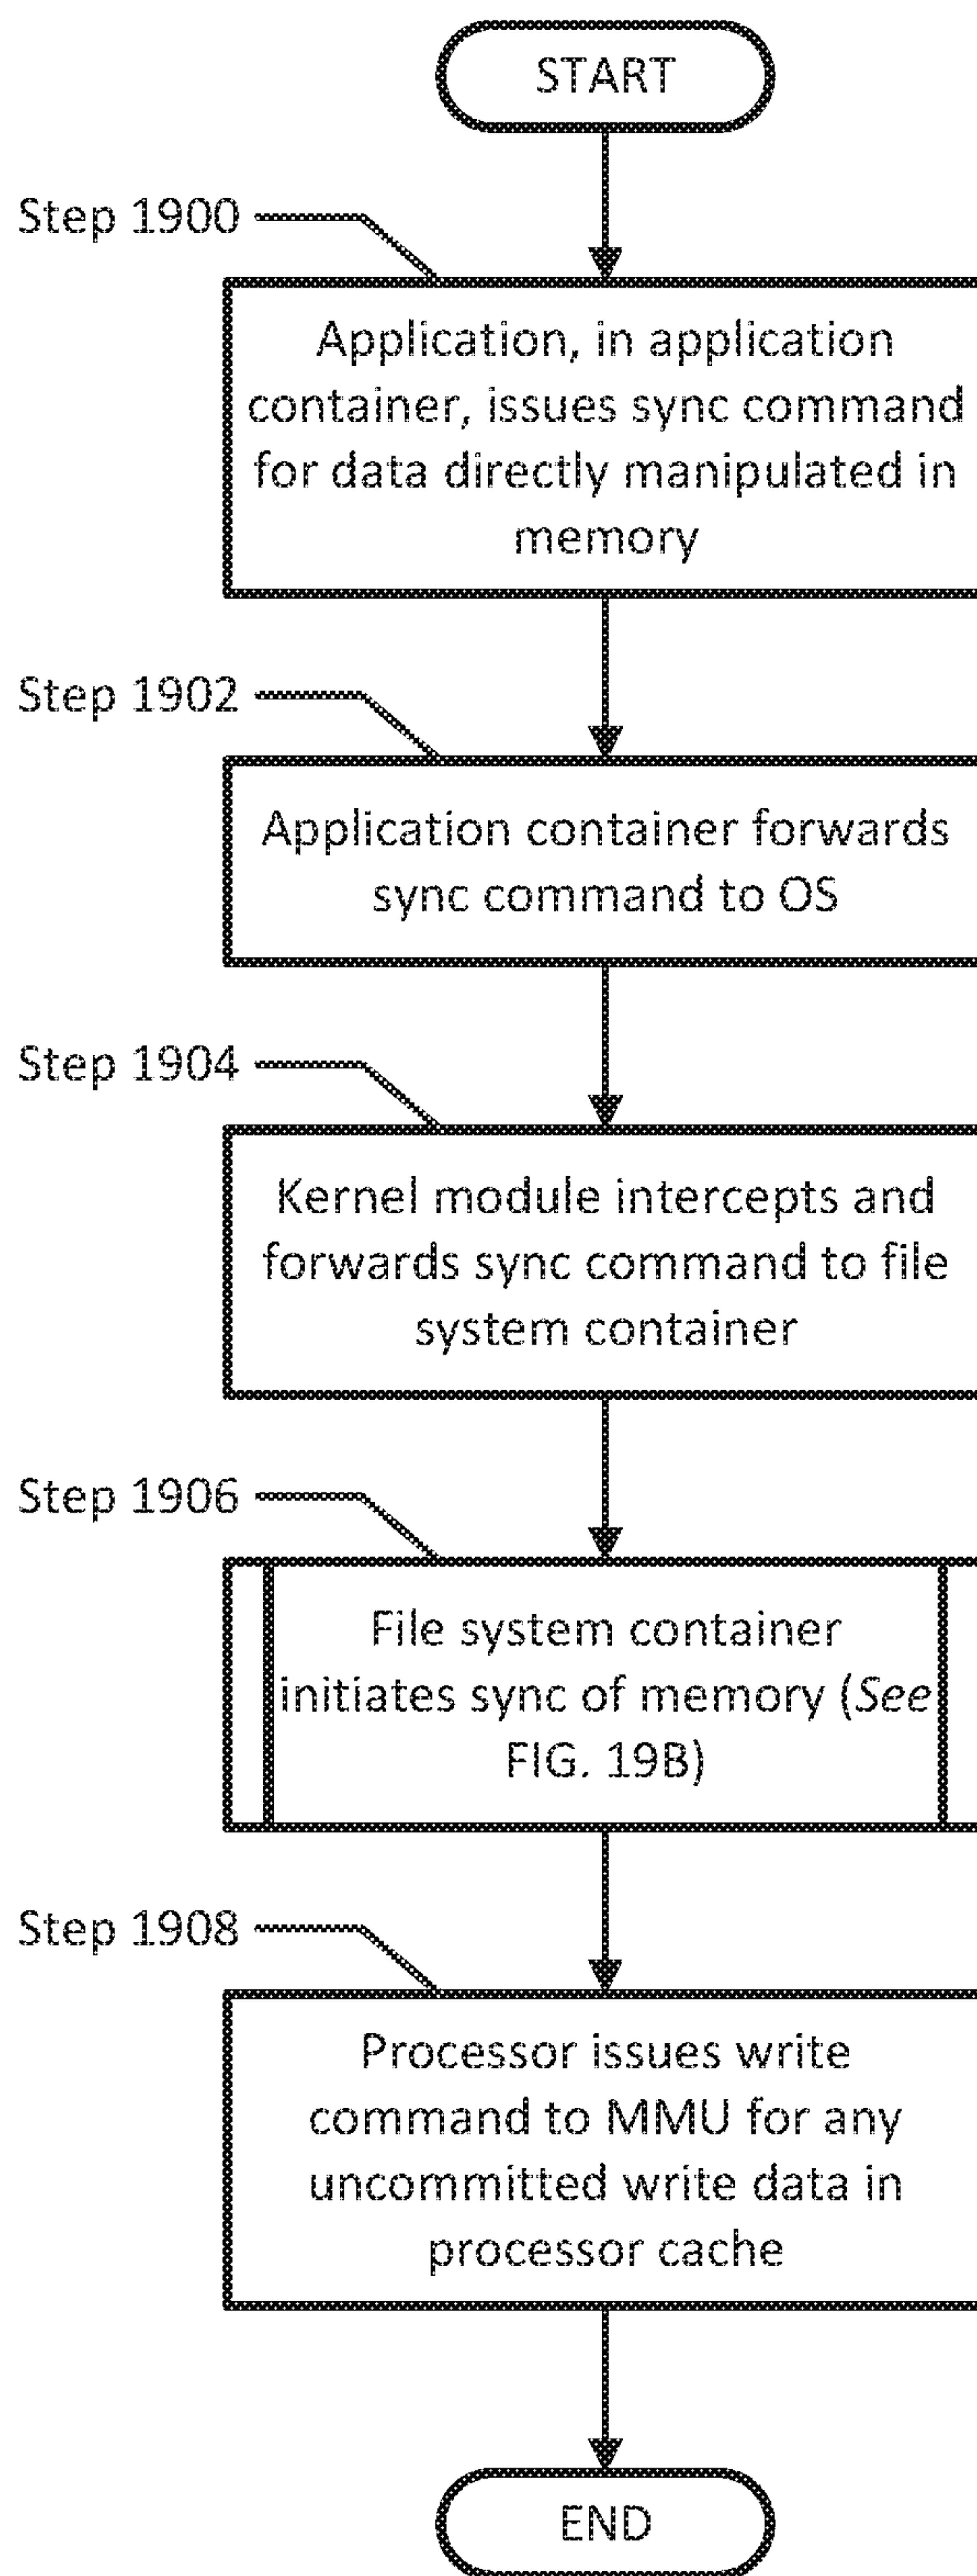 START
Step 1900
Application, in application
container, issues sync command
for data directly manipulated in
memory
Step 1902
Application container forwards
sync command to OS
Step 1904
Kernel module intercepts and
forwards sync command to file
system container
Step 1906
File system container
initiates sync of memory (See
FIG. 19B)
Step 1908
Processor issues write
command to MMU for any
uncommitted write data in
processor cache
END